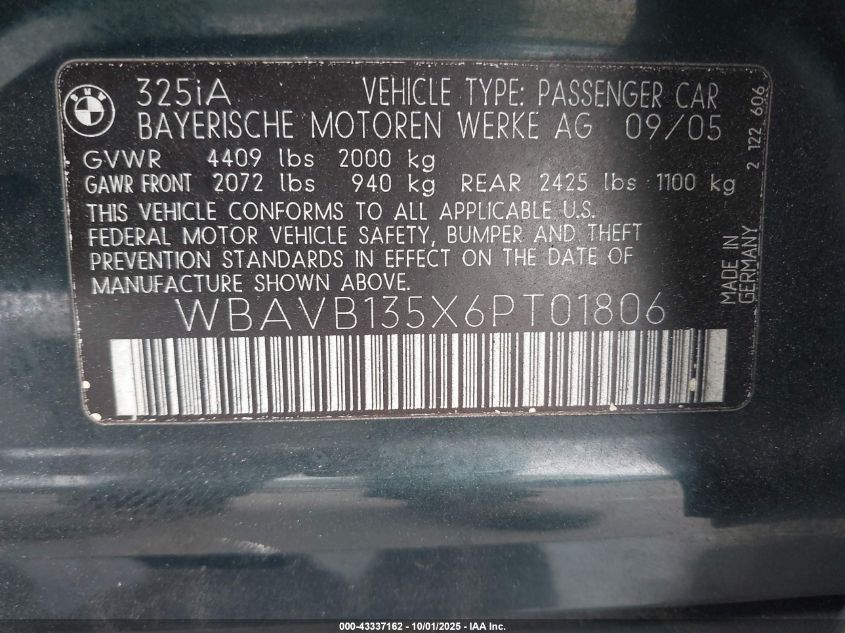 325iA VEHICLE TYPE: PASSENGER CAR
BAYERISCHE MOTOREN WERKE AG 09/05
GVWR 4409 lbs 2000 kg
GAWR FRONT 2072 lbs 940 kg REAR 2425 lbs 1100 kg
THIS VEHICLE CONFORMS TO ALL APPLICABLE U.S.
FEDERAL MOTOR VEHICLE SAFETY, BUMPER AND THEFT
PREVENTION STANDARDS IN EFFECT ON THE DATE OF
MANUFACTURE SHOWN ABOVE.
WBAVB135X6PT01806
2 122 606
MADE IN
GERMANY
000-43337162 - 10/01/2025 - IAA Inc.